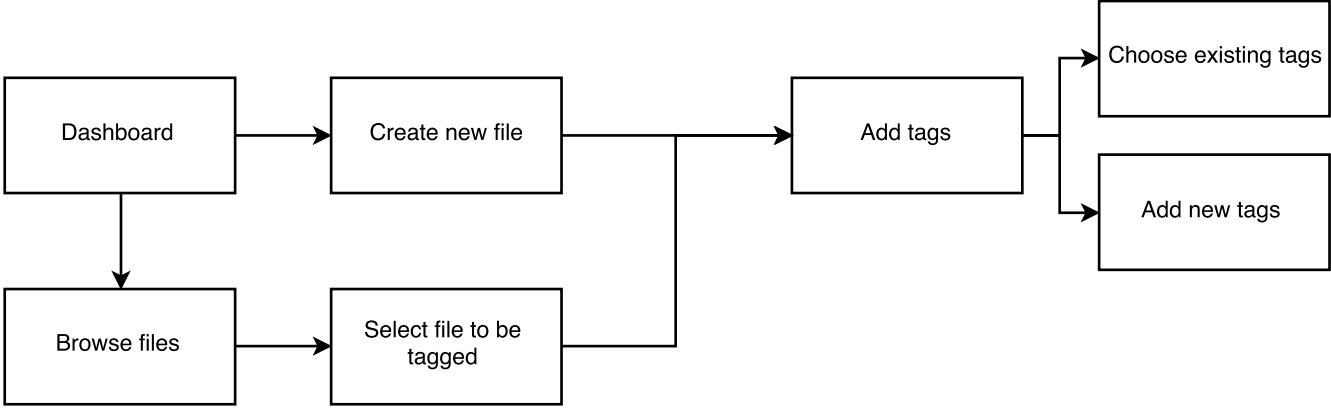 Dashboard
Create new file
Add tags
Choose existing tags
Add new tags
Browse files
Select file to be
tagged